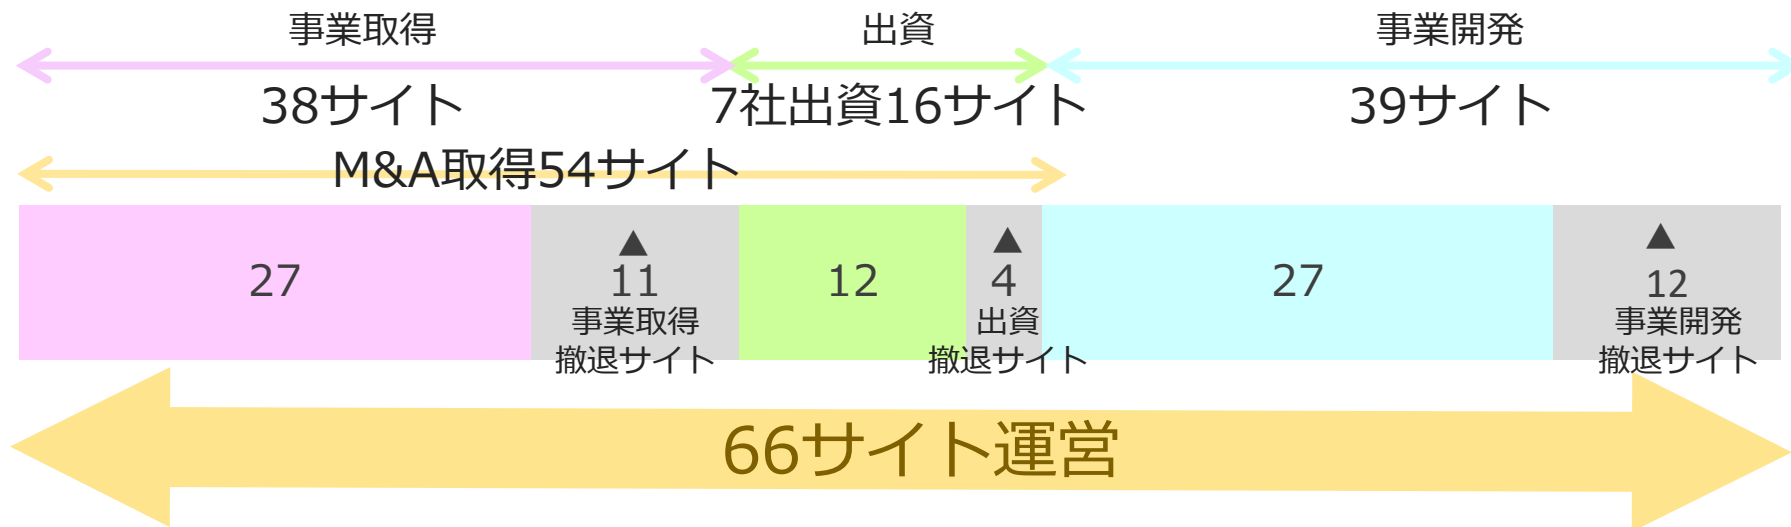 事業取得
出資
事業開発
38サイト
7社出資16サイト
39サイト
M&A取得54サイト
27
▲
11
事業取得
撤退サイト
12
▲
4
出資
撤退サイト
27
▲
12
事業開発
撤退サイト
66サイト運営